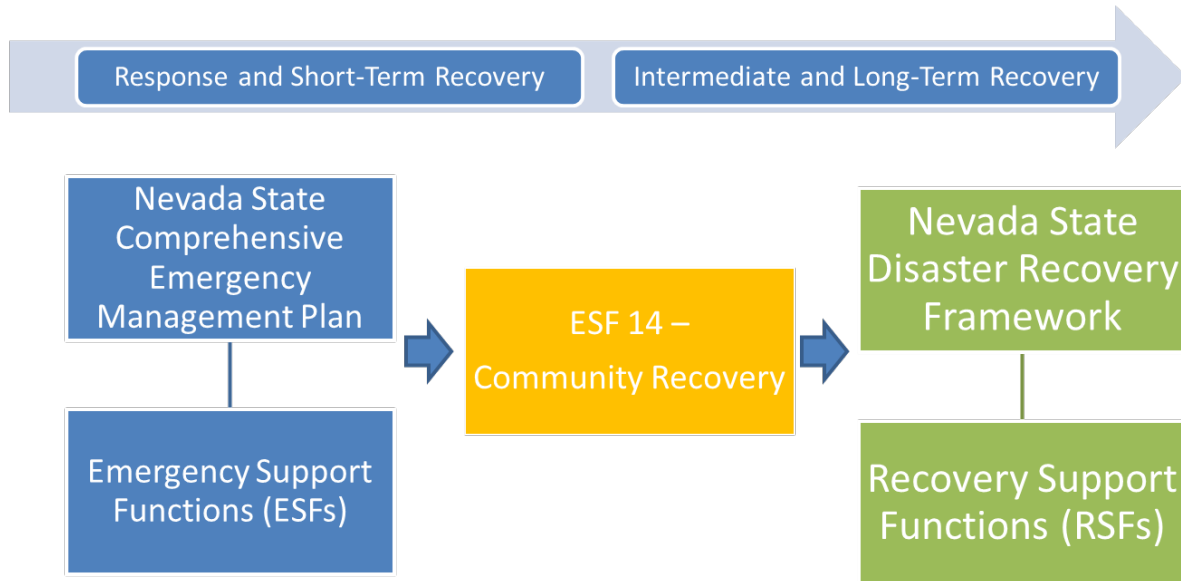 Response and Short-Term Recovery
Intermediate and Long-Term Recovery
Nevada State
Comprehensive
Emergency
Management Plan
Emergency Support
Functions (ESFs)
ESF 14 –
Community Recovery
Nevada State
Disaster Recovery
Framework
Recovery Support
Functions (RSFs)